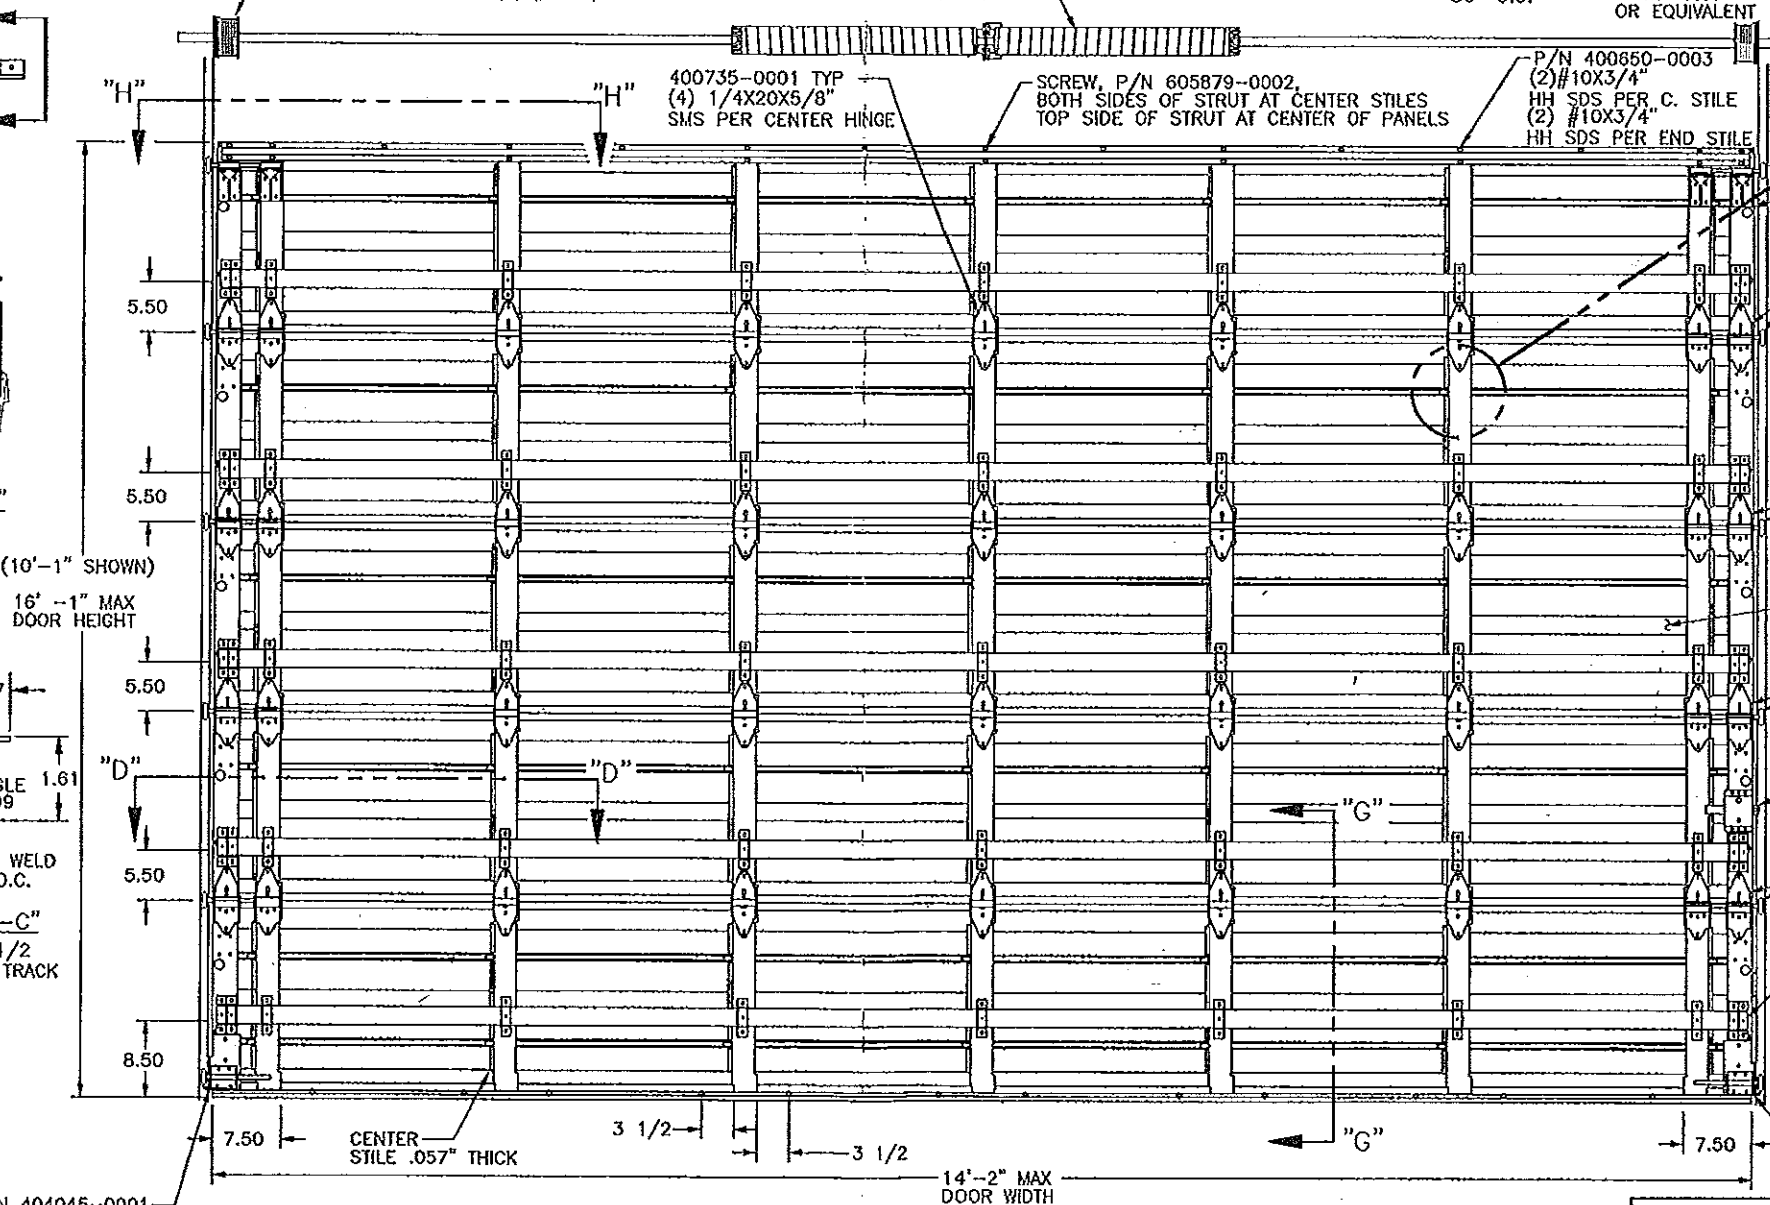 OR EQUIVALENT
"H"
"H"
400735-0001 TYP
(4) 1/4X20X5/8"
SMS PER CENTER HINGE
SCREW, P/N 605879-0002,
BOTH SIDES OF STRUT AT CENTER STILES
TOP SIDE OF STRUT AT CENTER OF PANELS
P/N 400650-0003
(2)#10X3/4"
HH SDS PER C. STILE
(2) #10X3/4"
HH SDS PER END STILE
5.50
5.50
(10'-1" SHOWN)
16' -1" MAX
DOOR HEIGHT
5.50
1.61
"D"
"D"
"G"
WELD
O.C.
5.50
-C"
1/2
TRACK
8.50
7.50
CENTER
STILE .057" THICK
3 1/2
3 1/2
"G"
7.50
14'-2" MAX
DOOR WIDTH